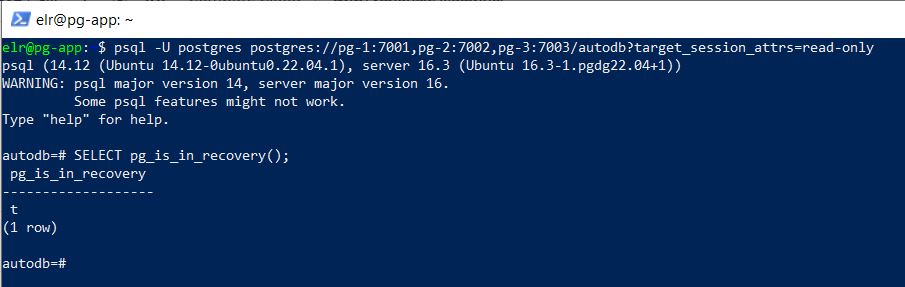 elr@pg-app: ~
elr@pg-app:~$ psql -U postgres postgres://pg-1:7001,pg-2:7002,pg-3:7003/autodb?target_session_attrs=read-only
psql (14.12 (Ubuntu 14.12-0ubuntu0.22.04.1), server 16.3 (Ubuntu 16.3-1.pgdg22.04+1))
WARNING: psql major version 14, server major version 16.
         Some psql features might not work.
Type "help" for help.

autodb=# SELECT pg_is_in_recovery();
 pg_is_in_recovery
-------------------
 t
(1 row)

autodb=#